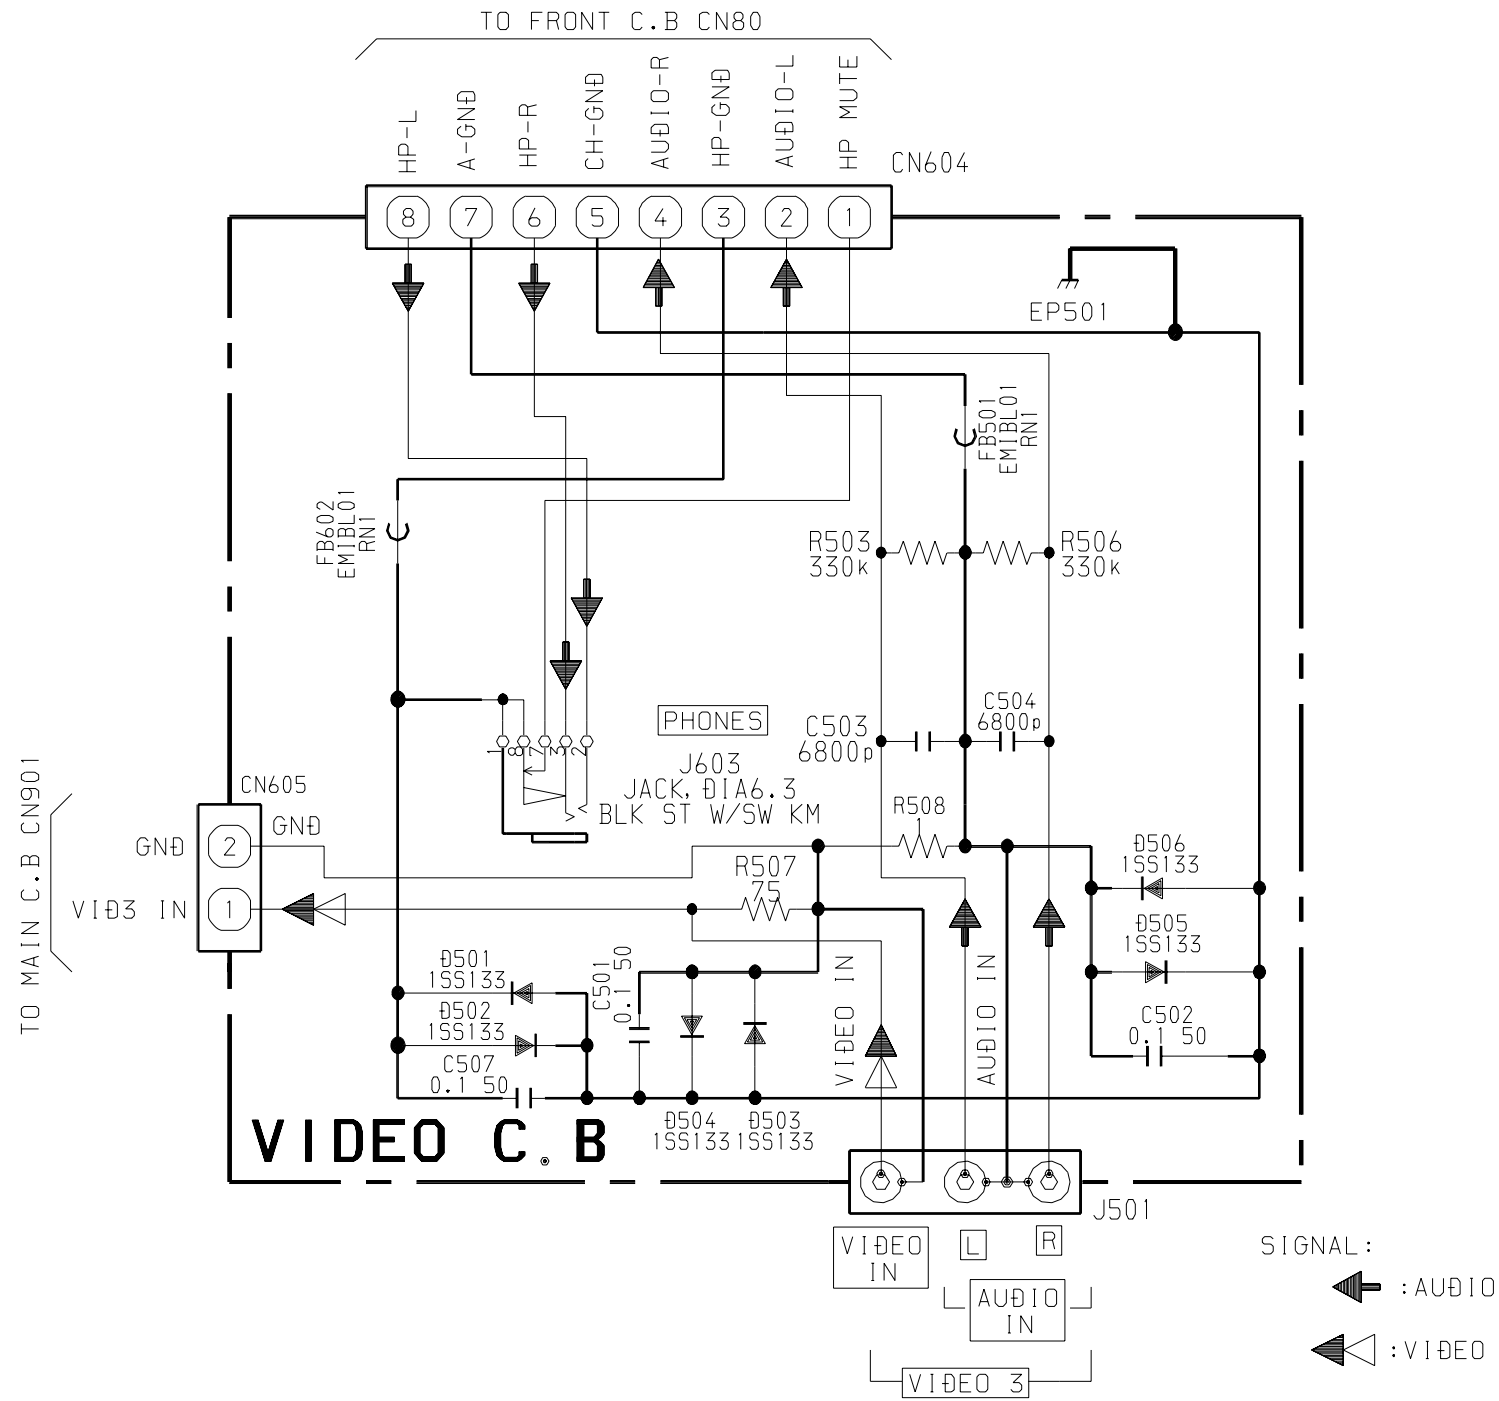 TO FRONT C.B CN80
HP-L
A-GND
HP-R
CH-GND
AUDIO-R
HP-GND
AUDIO-L
HP MUTE
CN604
8 7 6 5 4 3 2 1
EP501
FB501
EMIBL01
RN1
FB602
EMIBL01
RN1
R503
330k
R506
330k
C503
6800p
C504
6800p
PHONES
J603
JACK, DIA6.3
BLK ST W/SW KM
1 8 7 3 2
TO MAIN C.B CN901
CN605
GND
2
GND
VID3 IN
1
R508
1
R507
75
D506
1SS133
D505
1SS133
C502
0.1 50
D501
1SS133
D502
1SS133
C507
0.1 50
C501
0.1 50
D504
1SS133
D503
1SS133
VIDEO IN
AUDIO IN
VIDEO C.B
J501
VIDEO
IN
L
R
AUDIO
IN
VIDEO 3
SIGNAL:
:AUDIO
:VIDEO